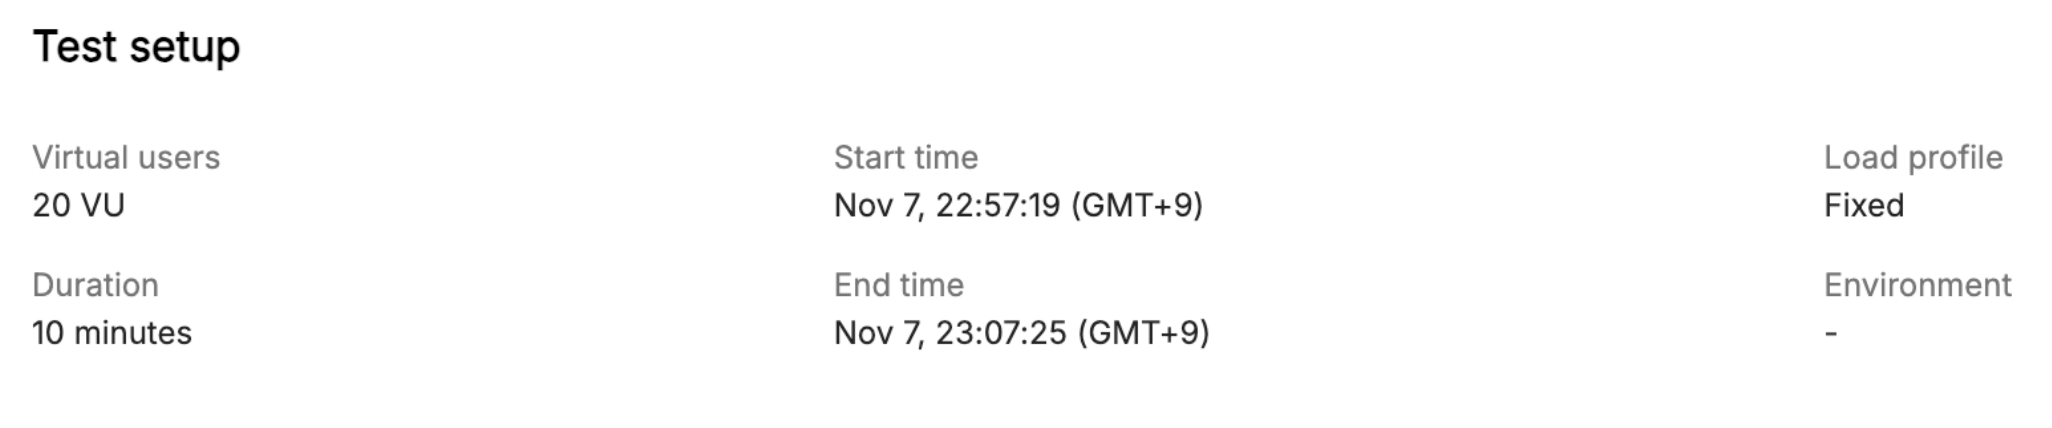 Test setup
Virtual users
20 VU
Start time
Nov 7, 22:57:19 (GMT+9)
Load profile
Fixed
Duration
10 minutes
End time
Nov 7, 23:07:25 (GMT+9)
Environment
-